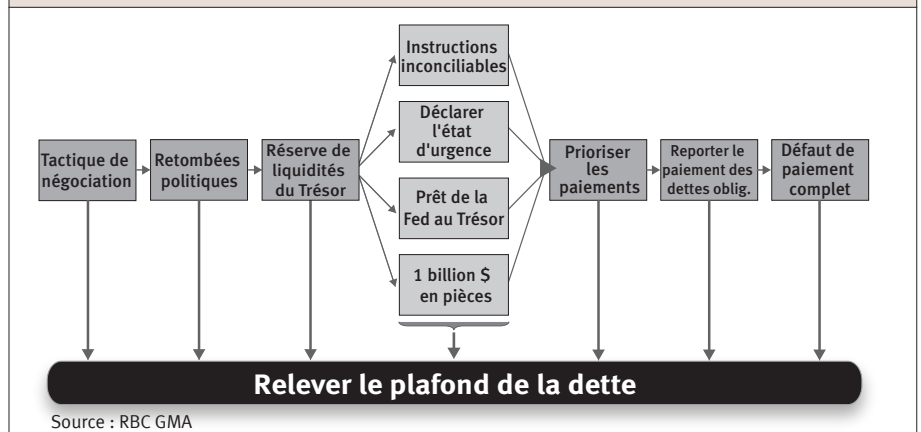 Instructions
inconciliables
Déclarer
l'état
d'urgence
Tactique de
négociation
Retombées
politiques
Réserve de
liquidités
du Trésor
Prioriser
les
paiements
Reporter le
paiement des
dettes oblig.
Défaut de
paiement
complet
Prêt de la
Fed au Trésor
1 billion $
en pièces
Relever le plafond de la dette
Source : RBC GMA